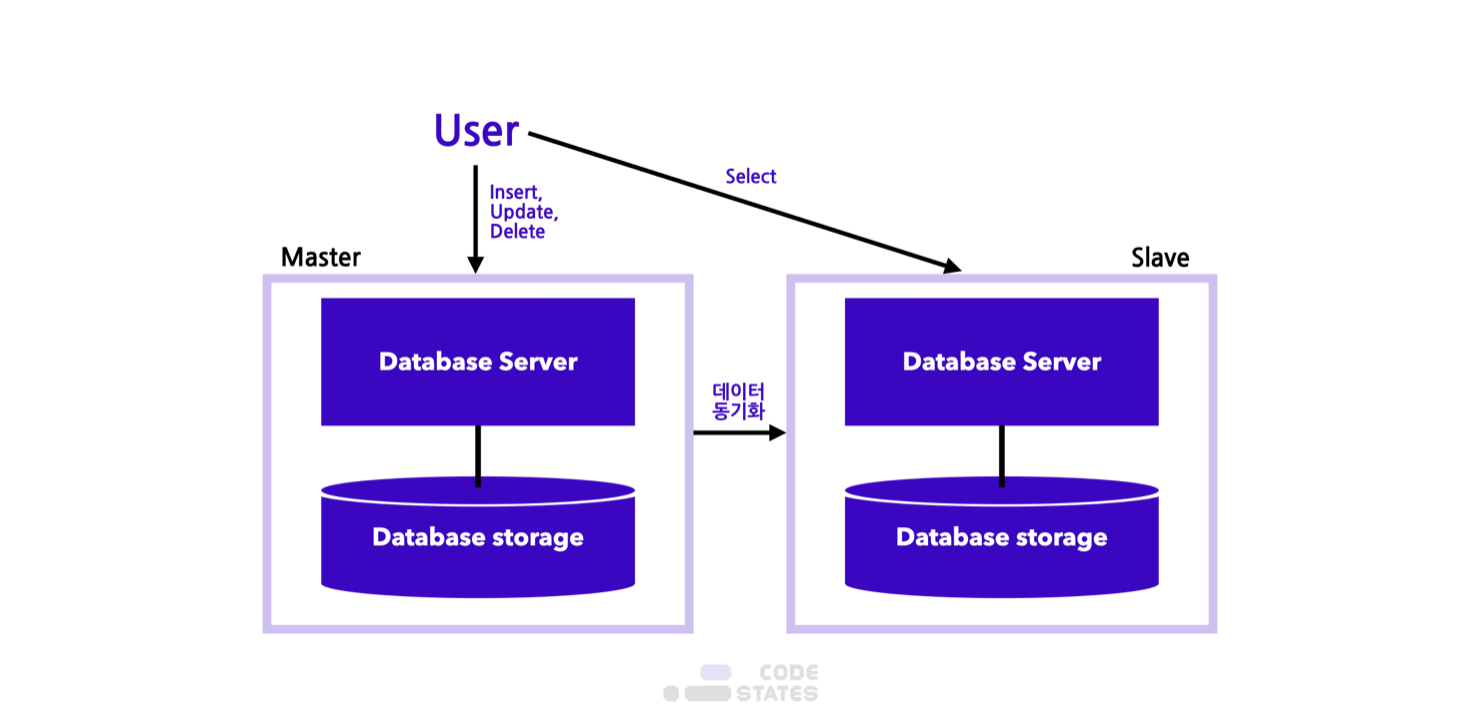 User
Select
Insert,
Update,
Delete
Master
Slave
Database Server
Database Server
데이터
동기화
Database storage
Database storage
CODE
STATES